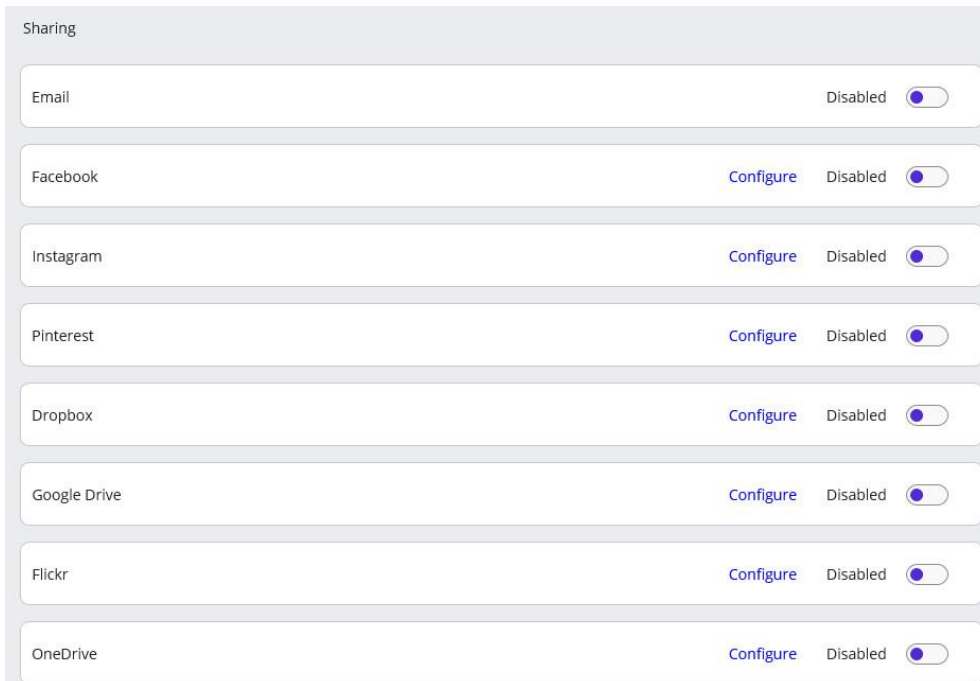 Sharing
Email Disabled
Facebook Configure Disabled
Instagram Configure Disabled
Pinterest Configure Disabled
Dropbox Configure Disabled
Google Drive Configure Disabled
Flickr Configure Disabled
OneDrive Configure Disabled